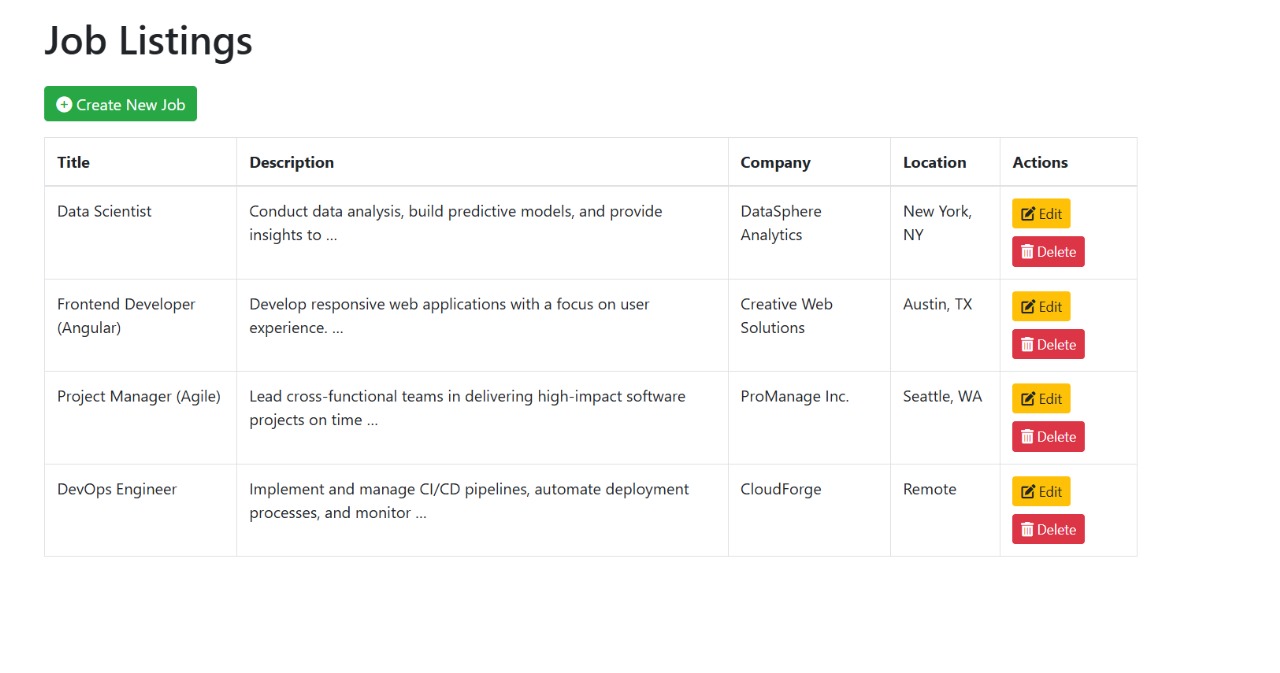 Job Listings
Create New Job
Title Description Company Location Actions
Data Scientist Conduct data analysis, build predictive models, and provide DataSphere New York, Edit
insights to ... Analytics NY
Delete
Frontend Developer Develop responsive web applications with a focus on user Creative Web Austin, TX Edit
(Angular) experience. ... Solutions
Delete
Project Manager (Agile) Lead cross-functional teams in delivering high-impact software ProManage Inc. Seattle, WA Edit
projects on time ...
Delete
DevOps Engineer Implement and manage CI/CD pipelines, automate deployment CloudForge Remote Edit
processes, and monitor ...
Delete